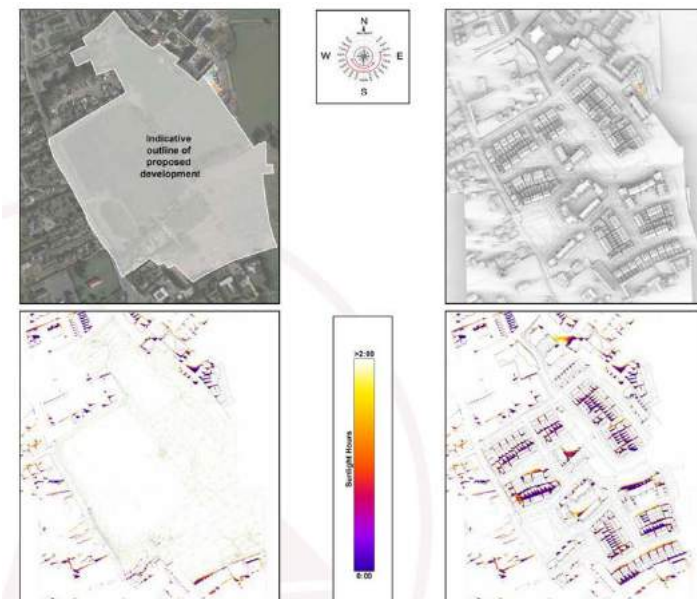 Indicative
outline of
proposed
development
N
W
E
S
>2:00
Sunlight Hours
0:00